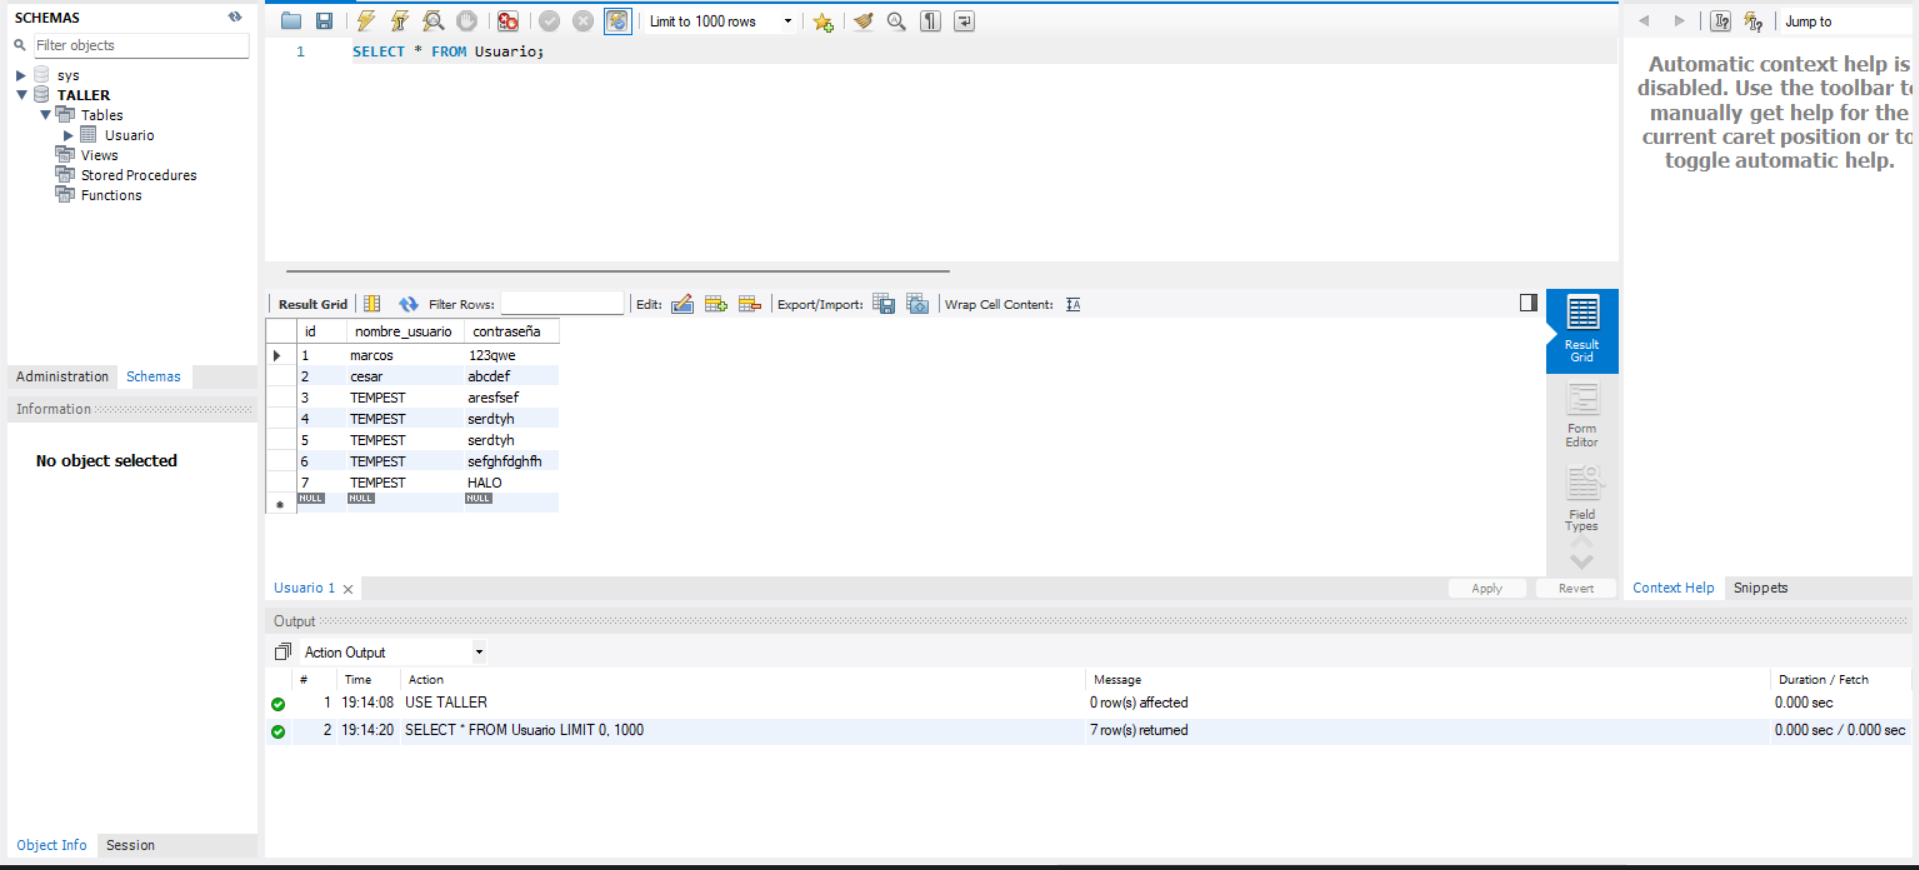 SCHEMAS
Filter objects
sys
TALLER
Tables
Usuario
Views
Stored Procedures
Functions
Administration Schemas
Information
No object selected
Object Info Session
Limit to 1000 rows
1 SELECT * FROM Usuario;
Result Grid Filter Rows: Edit: Export/Import: Wrap Cell Content:
id nombre_usuario contraseña
1 marcos 123qwe
2 cesar abcdef
3 TEMPEST aresfsef
4 TEMPEST serdtyh
5 TEMPEST serdtyh
6 TEMPEST sefghfdghfh
7 TEMPEST HALO
NULL NULL NULL
Result
Grid
Form
Editor
Field
Types
Usuario 1 Apply Revert
Output
Action Output
# Time Action Message Duration / Fetch
1 19:14:08 USE TALLER 0 row(s) affected 0.000 sec
2 19:14:20 SELECT * FROM Usuario LIMIT 0, 1000 7 row(s) returned 0.000 sec / 0.000 sec
Jump to
Automatic context help is
disabled. Use the toolbar to
manually get help for the
current caret position or to
toggle automatic help.
Context Help Snippets